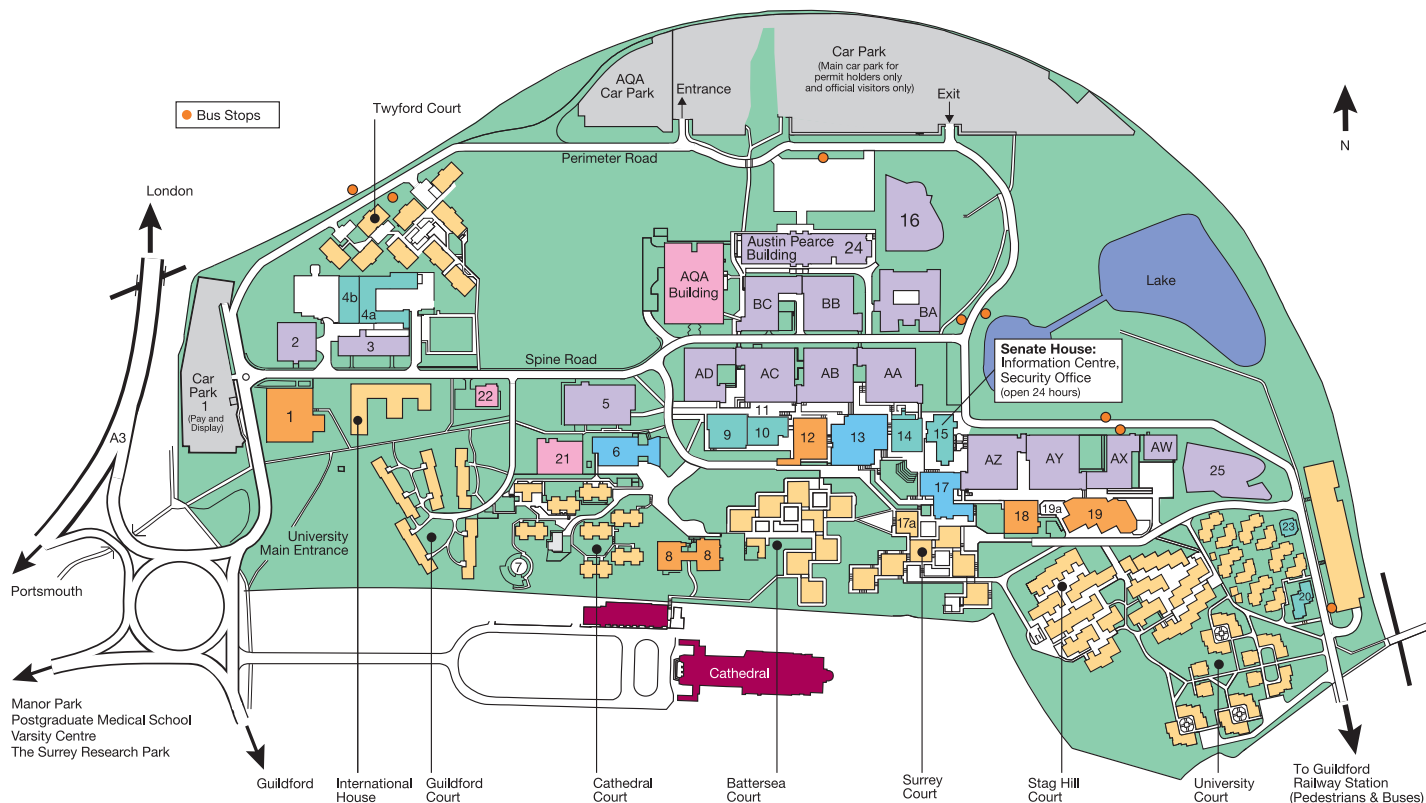 Car Park
(Main car park for
permit holders only
and official visitors only)
AQA
Car Park
Entrance
Exit
Twyford Court
Bus Stops
N
Perimeter Road
London
16
Austin Pearce
Building
24
AQA
Building
BC
BB
BA
Lake
4b
4a
2
3
Spine Road
Senate House:
Information Centre,
Security Office
(open 24 hours)
Car
Park
1
(Pay and
Display)
AD
AC
AB
AA
22
5
1
11
9
10
12
13
14
15
A3
21
6
AZ
AY
AX
AW
25
17
17a
18
19a
19
23
University
Main Entrance
7
8
8
20
Portsmouth
Cathedral
Manor Park
Postgraduate Medical School
Varsity Centre
The Surrey Research Park
Guildford
International
House
Guildford
Court
Cathedral
Court
Battersea
Court
Surrey
Court
Stag Hill
Court
University
Court
To Guildford
Railway Station
(Pedestrians & Buses)